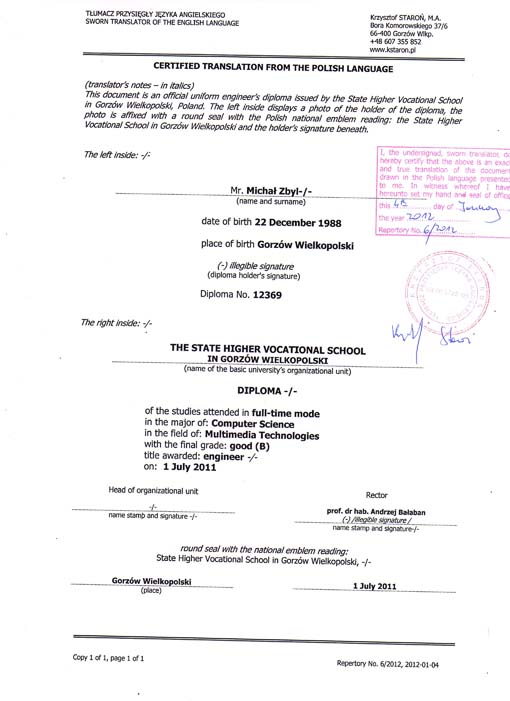 TŁUMACZ PRZYSIĘGŁY JĘZYKA ANGIELSKIEGO
SWORN TRANSLATOR OF THE ENGLISH LANGUAGE
Krzysztof STAROŃ, M.A.
Bora Komorowskiego 37/6
66-400 Gorzów Wlkp.
+48 607 355 852
www.kstaron.pl
CERTIFIED TRANSLATION FROM THE POLISH LANGUAGE
(translator's notes – in italics)
This document is an official uniform engineer's diploma issued by the State Higher Vocational School
in Gorzów Wielkopolski, Poland. The left inside displays a photo of the holder of the diploma, the
photo is affixed with a round seal with the Polish national emblem reading: the State Higher
Vocational School in Gorzów Wielkopolski and the holder's signature beneath.
The left inside: -/-
I, the undersigned, sworn translator, do
hereby certify that the above is an exact
and true translation of the document
drawn in the Polish language presented
to me. In witness whereof I have
hereunto set my hand and seal of office
this 4th day of January
the year 2012
Repertory No. 6/2012
Mr. Michał Zbyl-/-
(name and surname)
date of birth 22 December 1988
place of birth Gorzów Wielkopolski
(-) illegible signature
(diploma holder's signature)
Diploma No. 12369
The right inside: -/-
THE STATE HIGHER VOCATIONAL SCHOOL
IN GORZÓW WIELKOPOLSKI
(name of the basic university's organizational unit)
DIPLOMA -/-
of the studies attended in full-time mode
in the major of: Computer Science
in the field of: Multimedia Technologies
with the final grade: good (B)
title awarded: engineer -/-
on: 1 July 2011
Head of organizational unit
-/-
name stamp and signature -/-
Rector
prof. dr hab. Andrzej Bałaban
(-) /illegible signature /
name stamp and signature-/-
round seal with the national emblem reading:
State Higher Vocational School in Gorzów Wielkopolski, -/-
Gorzów Wielkopolski
(place)
1 July 2011
Copy 1 of 1, page 1 of 1
Repertory No. 6/2012, 2012-01-04